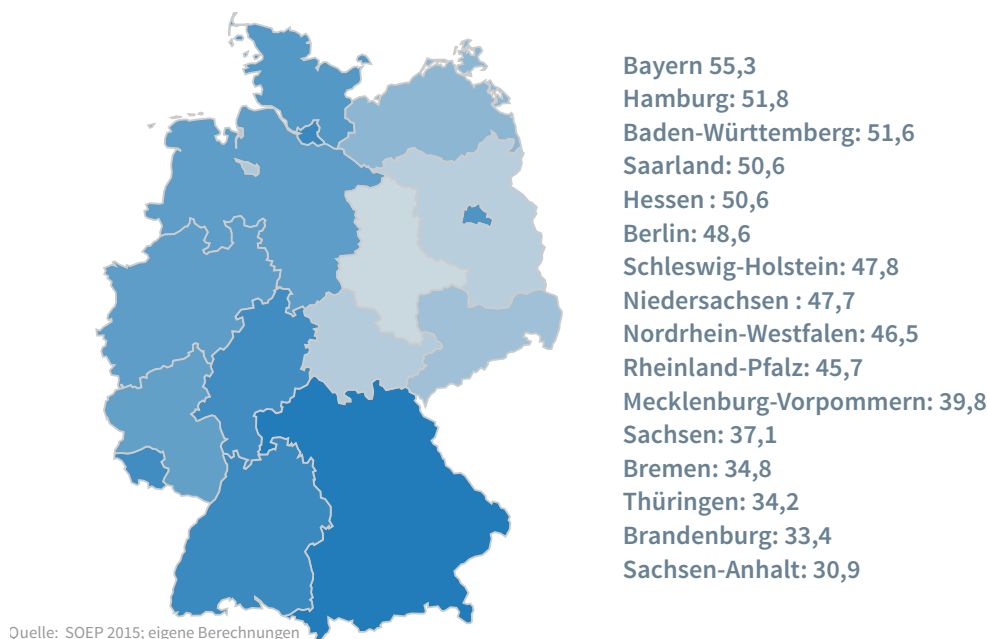 Bayern 55,3
Hamburg: 51,8
Baden-Württemberg: 51,6
Saarland: 50,6
Hessen : 50,6
Berlin: 48,6
Schleswig-Holstein: 47,8
Niedersachsen : 47,7
Nordrhein-Westfalen: 46,5
Rheinland-Pfalz: 45,7
Mecklenburg-Vorpommern: 39,8
Sachsen: 37,1
Bremen: 34,8
Thüringen: 34,2
Brandenburg: 33,4
Sachsen-Anhalt: 30,9
Quelle: SOEP 2015; eigene Berechnungen